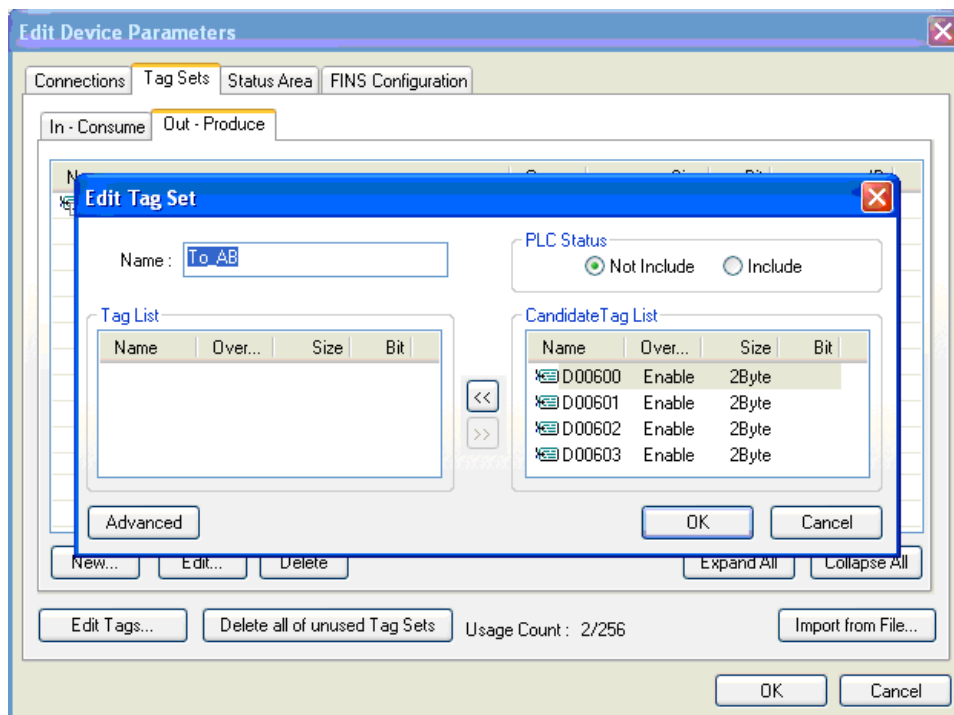 Edit Device Parameters
Connections Tag Sets Status Area FINS Configuration
In - Consume Out - Produce
Edit Tag Set
Name : To_AB
PLC Status
Not Include Include
Tag List
Name Over... Size Bit
CandidateTag List
Name Over... Size Bit
D00600 Enable 2Byte
D00601 Enable 2Byte
D00602 Enable 2Byte
D00603 Enable 2Byte
<<
>>
Advanced OK Cancel
New... Edit... Delete Expand All Collapse All
Edit Tags... Delete all of unused Tag Sets Usage Count : 2/256 Import from File...
OK Cancel